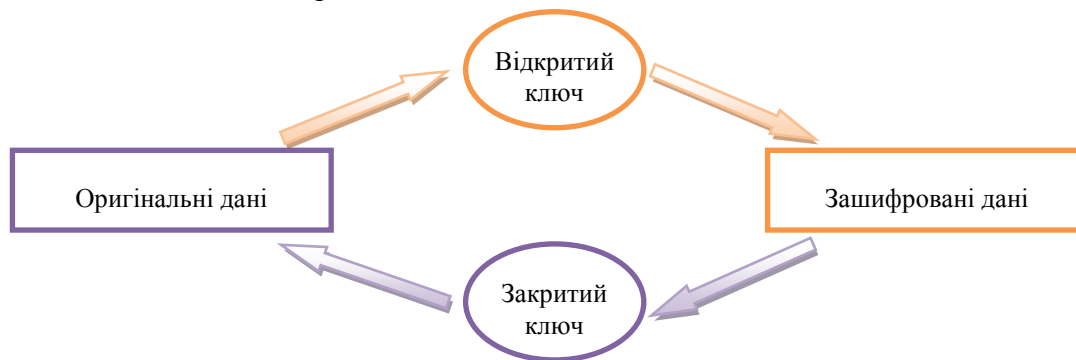 Відкритий
ключ
Оригінальні дані
Зашифровані дані
Закритий
ключ